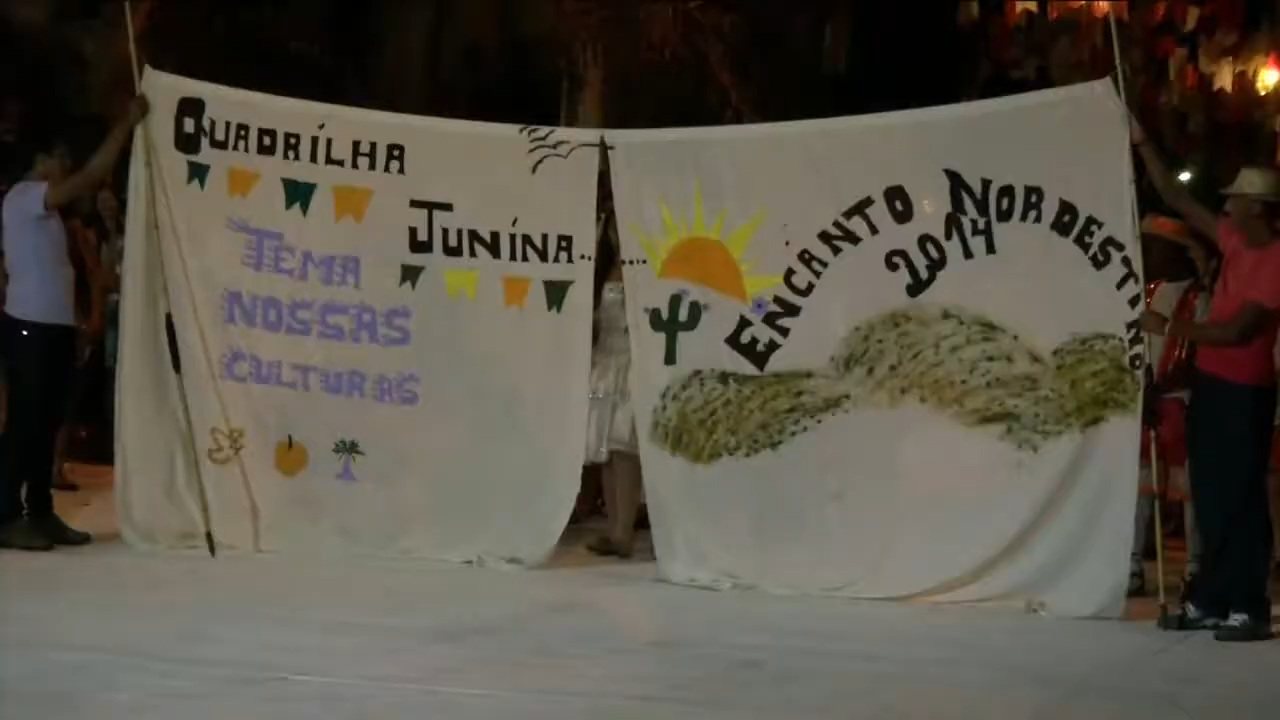 QUADRÍLHA
JUNÍNA......
TEMA
NOSSAS
CULTURAS
ENCANTO NORDESTINO
2014